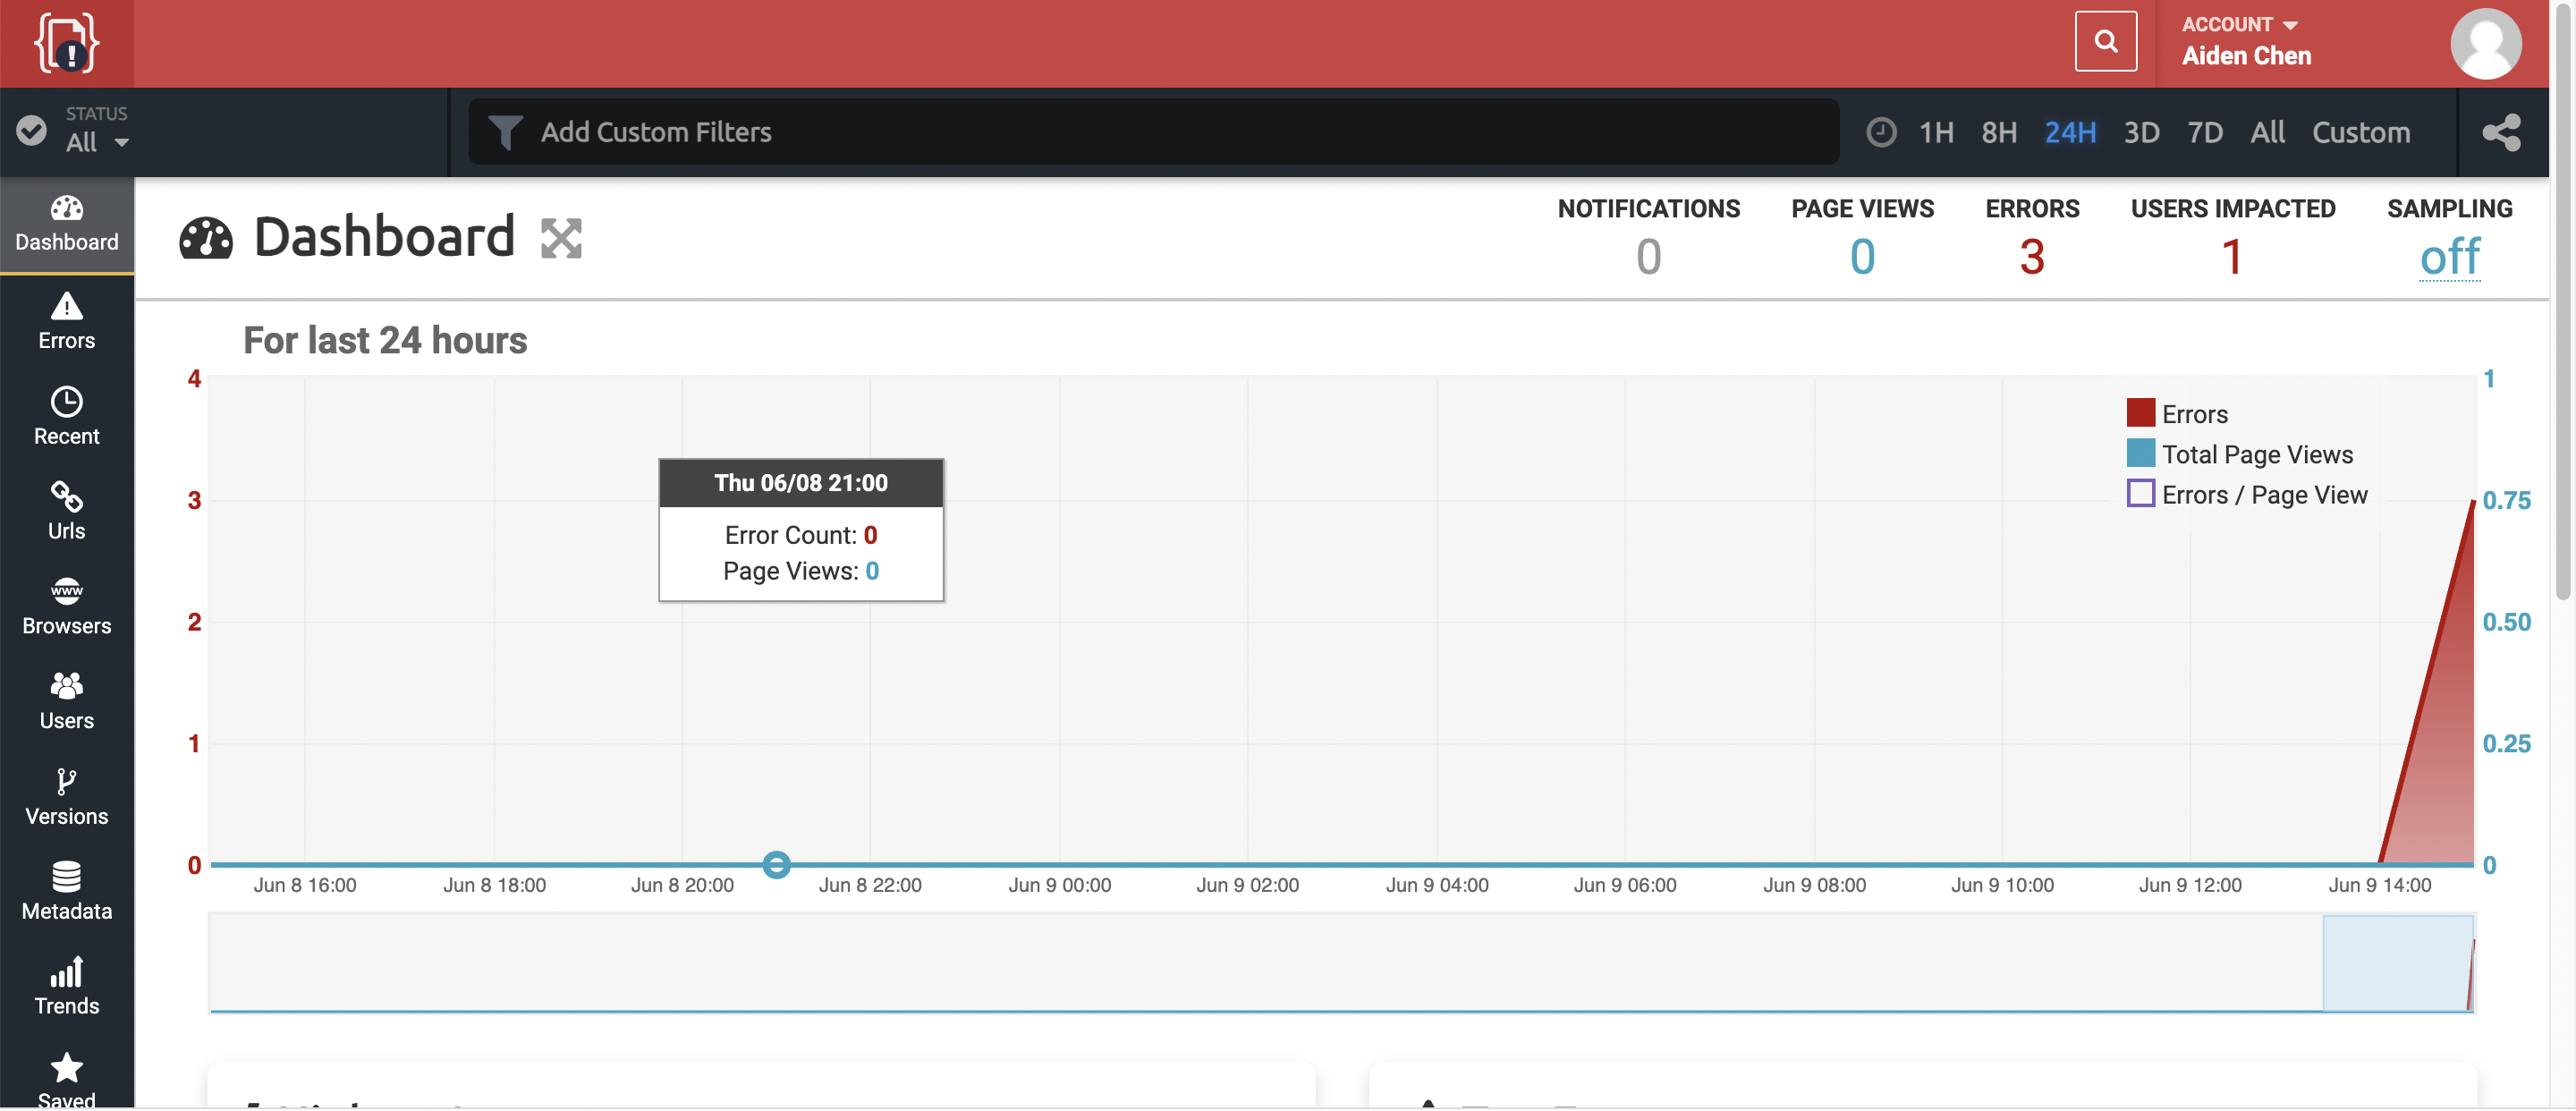 ACCOUNT
Aiden Chen
STATUS
All
Add Custom Filters
1H 8H 24H 3D 7D All Custom
Dashboard
Errors
Recent
Urls
www
Browsers
Users
Versions
Metadata
Trends
Saved
Dashboard
NOTIFICATIONS
0
PAGE VIEWS
0
ERRORS
3
USERS IMPACTED
1
SAMPLING
off
For last 24 hours
4
3
2
1
0
1
0.75
0.50
0.25
0
Errors
Total Page Views
Errors / Page View
Thu 06/08 21:00
Error Count: 0
Page Views: 0
Jun 8 16:00 Jun 8 18:00 Jun 8 20:00 Jun 8 22:00 Jun 9 00:00 Jun 9 02:00 Jun 9 04:00 Jun 9 06:00 Jun 9 08:00 Jun 9 10:00 Jun 9 12:00 Jun 9 14:00